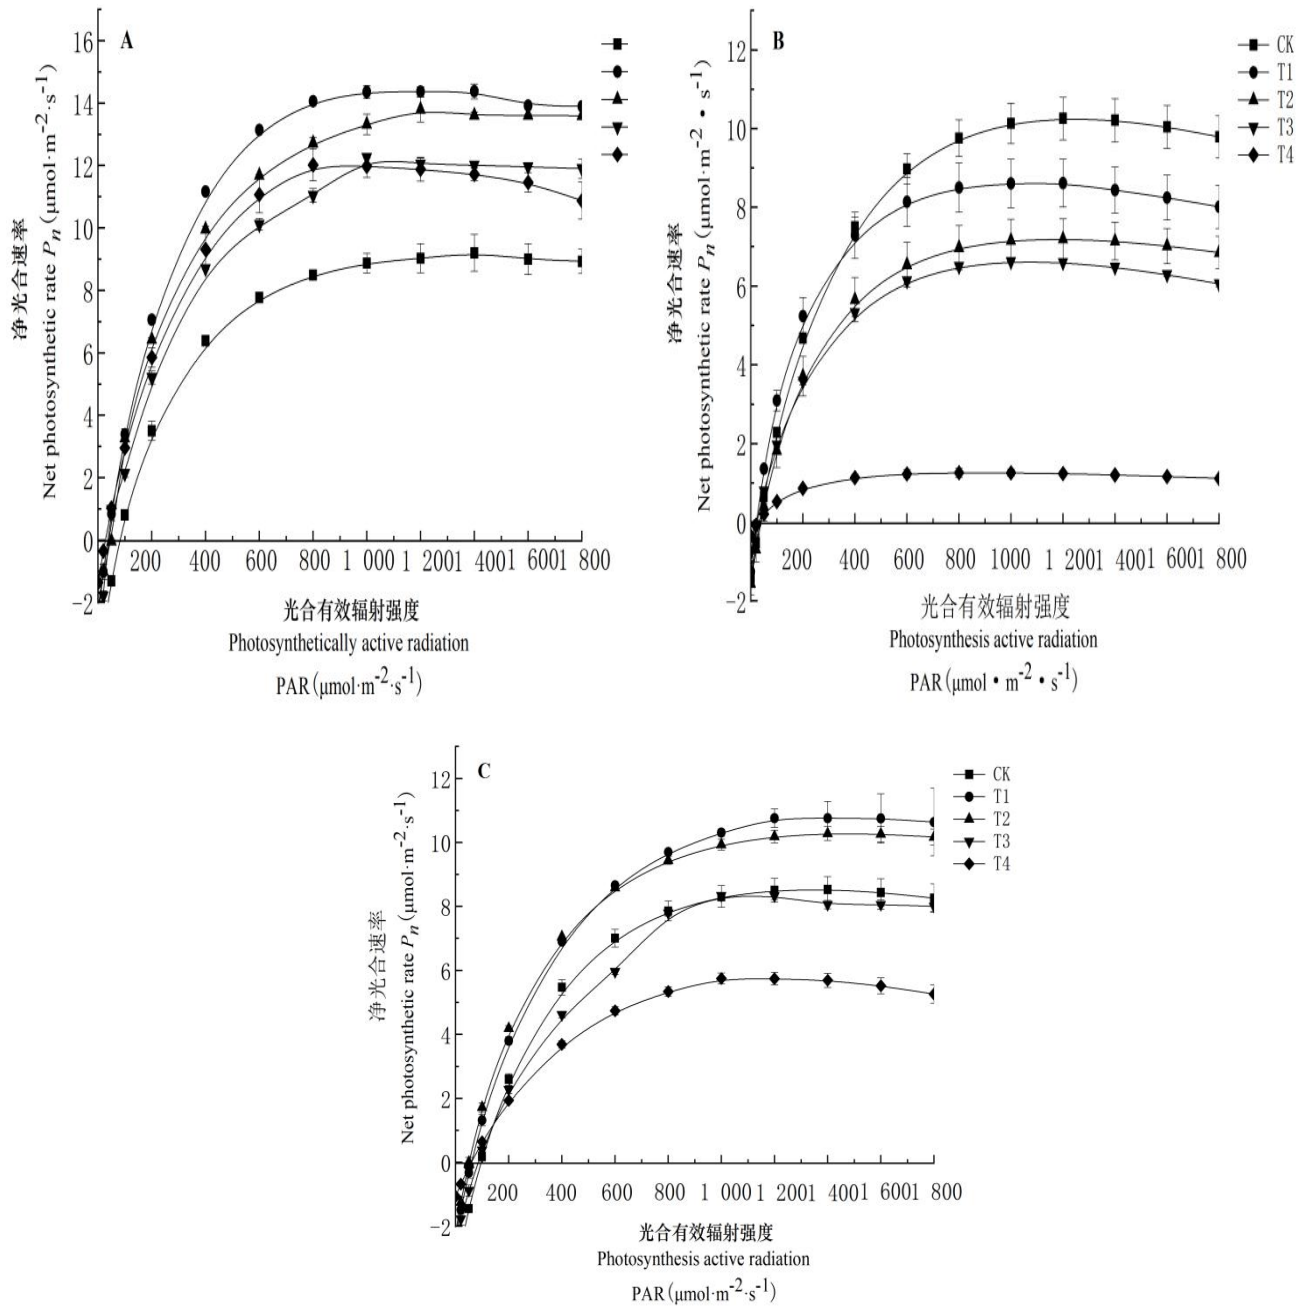 A
16
14
12
10
8
6
4
2
0
-2
净光合速率
Net photosynthetic rate Pn (μmol·m-2·s-1)
200 400 600 800 1 000 1 200 1 400 1 600 1 800
光合有效辐射强度
Photosynthetically active radiation
PAR(μmol·m-2·s-1)
B
12
10
8
6
4
2
0
-2
净光合速率
Net photosynthetic rate Pn (μmol·m-2 • s-1)
200 400 600 800 1000 1 200 1 400 1 600 1 800
光合有效辐射强度
Photosynthesis active radiation
PAR(μmol • m-2 • s-1)
CK
T1
T2
T3
T4
C
12
10
8
6
4
2
0
-2
净光合速率
Net photosynthetic rate Pn (μmol·m-2·s-1)
200 400 600 800 1 000 1 200 1 400 1 600 1 800
光合有效辐射强度
Photosynthesis active radiation
PAR(μmol·m-2·s-1)
CK
T1
T2
T3
T4